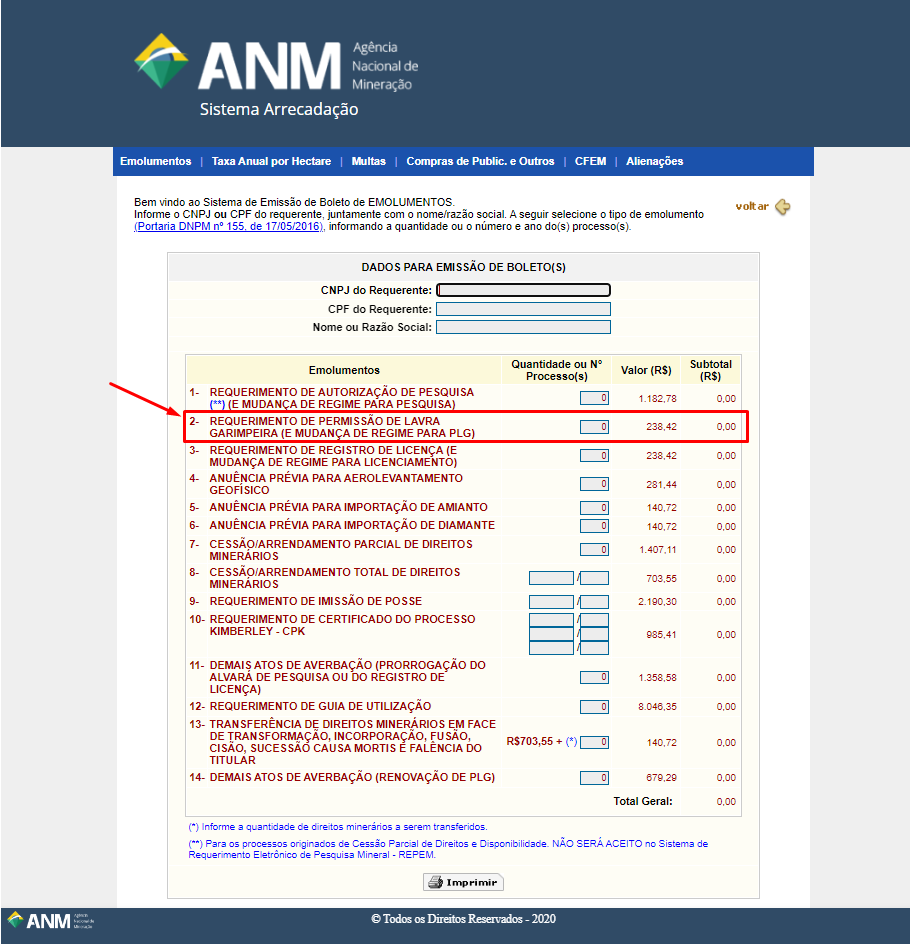 ANM
Agência
Nacional de
Mineração
Sistema Arrecadação
Emolumentos | Taxa Anual por Hectare | Multas | Compras de Public. e Outros | CFEM | Alienações
Bem vindo ao Sistema de Emissão de Boleto de EMOLUMENTOS.
Informe o CNPJ ou CPF do requerente, juntamente com o nome/razão social. A seguir selecione o tipo de emolumento
(Portaria DNPM nº 155, de 17/05/2016), informando a quantidade ou o número e ano do(s) processo(s).
voltar
DADOS PARA EMISSÃO DE BOLETO(S)
CNPJ do Requerente:
CPF do Requerente:
Nome ou Razão Social:
Emolumentos
Quantidade ou Nº
Processo(s)
Valor (R$)
Subtotal
(R$)
1- REQUERIMENTO DE AUTORIZAÇÃO DE PESQUISA
(**) (E MUDANÇA DE REGIME PARA PESQUISA)
0 1.182,78 0,00
2- REQUERIMENTO DE PERMISSÃO DE LAVRA
GARIMPEIRA (E MUDANÇA DE REGIME PARA PLG)
0 238,42 0,00
3- REQUERIMENTO DE REGISTRO DE LICENÇA (E
MUDANÇA DE REGIME PARA LICENCIAMENTO)
0 238,42 0,00
4- ANUÊNCIA PRÉVIA PARA AEROLEVANTAMENTO
GEOFÍSICO
0 281,44 0,00
5- ANUÊNCIA PRÉVIA PARA IMPORTAÇÃO DE AMIANTO 0 140,72 0,00
6- ANUÊNCIA PRÉVIA PARA IMPORTAÇÃO DE DIAMANTE 0 140,72 0,00
7- CESSÃO/ARRENDAMENTO PARCIAL DE DIREITOS
MINERÁRIOS
0 1.407,11 0,00
8- CESSÃO/ARRENDAMENTO TOTAL DE DIREITOS
MINERÁRIOS
/ 703,55 0,00
9- REQUERIMENTO DE IMISSÃO DE POSSE / 2.190,30 0,00
10- REQUERIMENTO DE CERTIFICADO DO PROCESSO
KIMBERLEY - CPK
/
/
/
985,41 0,00
11- DEMAIS ATOS DE AVERBAÇÃO (PRORROGAÇÃO DO
ALVARÁ DE PESQUISA OU DO REGISTRO DE
LICENÇA)
0 1.358,58 0,00
12- REQUERIMENTO DE GUIA DE UTILIZAÇÃO 0 8.046,35 0,00
13- TRANSFERÊNCIA DE DIREITOS MINERÁRIOS EM FACE
DE TRANSFORMAÇÃO, INCORPORAÇÃO, FUSÃO,
CISÃO, SUCESSÃO CAUSA MORTIS E FALÊNCIA DO
TITULAR
R$703,55 + (*) 0 140,72 0,00
14- DEMAIS ATOS DE AVERBAÇÃO (RENOVAÇÃO DE PLG) 0 679,29 0,00
Total Geral: 0,00
(*) Informe a quantidade de direitos minerários a serem transferidos.
(**) Para os processos originados de Cessão Parcial de Direitos e Disponibilidade. NÃO SERÁ ACEITO no Sistema de
Requerimento Eletrônico de Pesquisa Mineral - REPEM.
Imprimir
ANM
Agência
Nacional de
Mineração
© Todos os Direitos Reservados - 2020